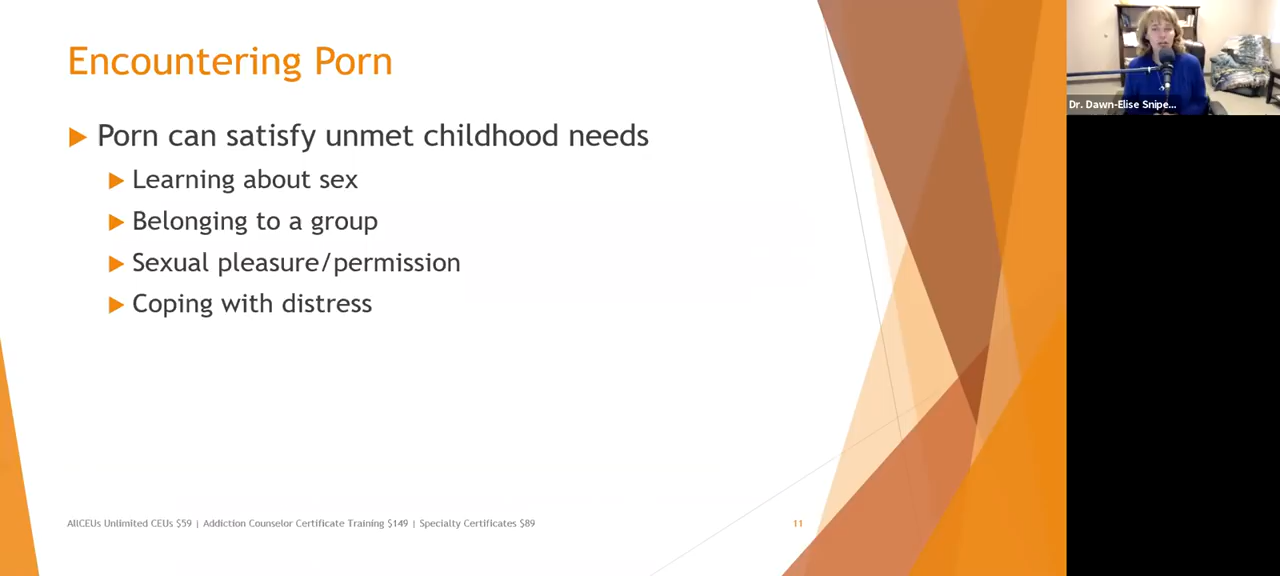 Encountering Porn
Porn can satisfy unmet childhood needs
Learning about sex
Belonging to a group
Sexual pleasure/permission
Coping with distress
AllCEUs Unlimited CEUs $59 | Addiction Counselor Certificate Training $149 | Specialty Certificates $89
11
Dr. Dawn-Elise Snipe...